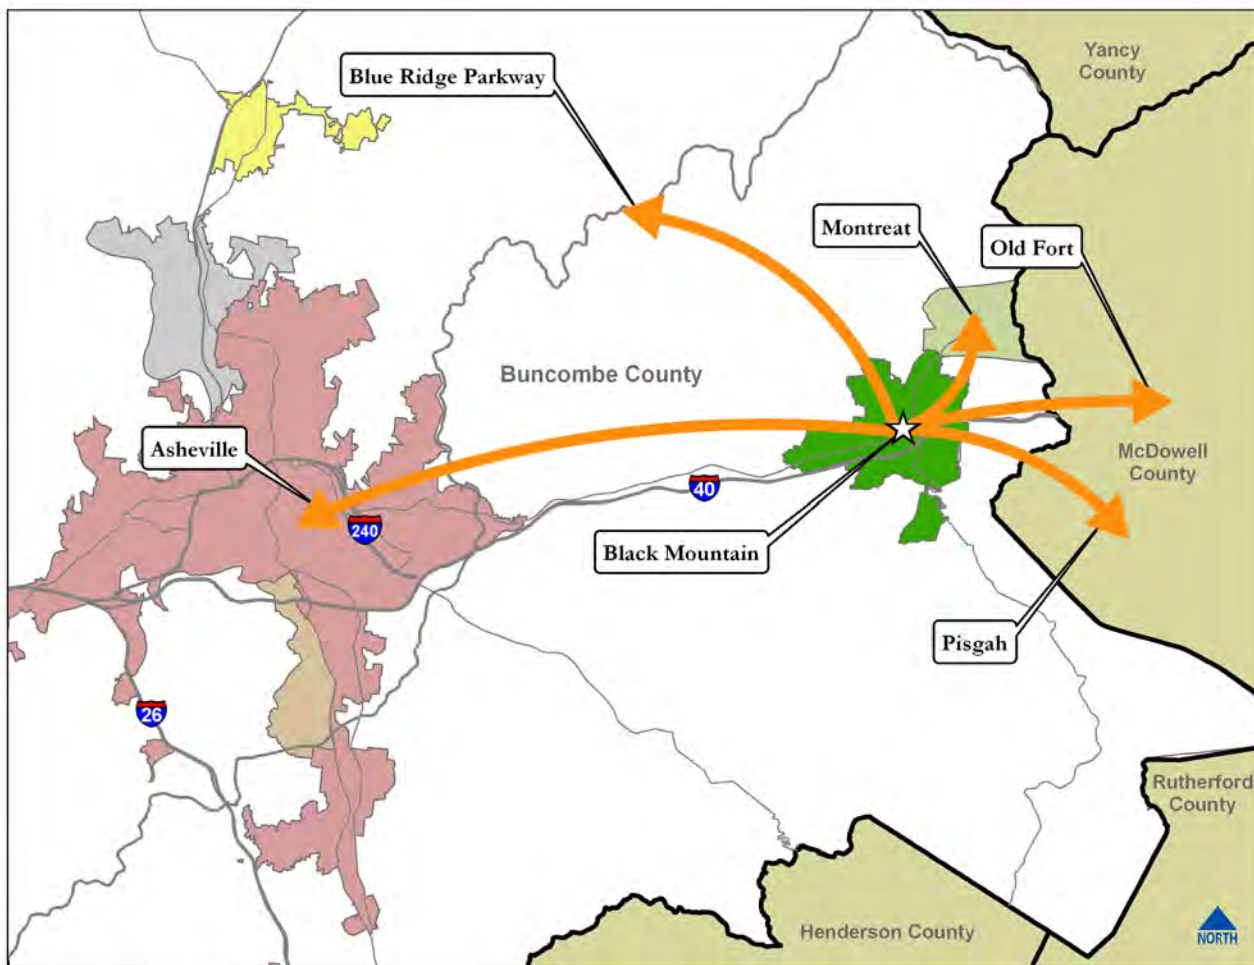 Yancy
County
Blue Ridge Parkway
Montreat
Old Fort
Buncombe County
Asheville
McDowell
County
40
240
Black Mountain
Pisgah
26
Rutherford
County
Henderson County
NORTH